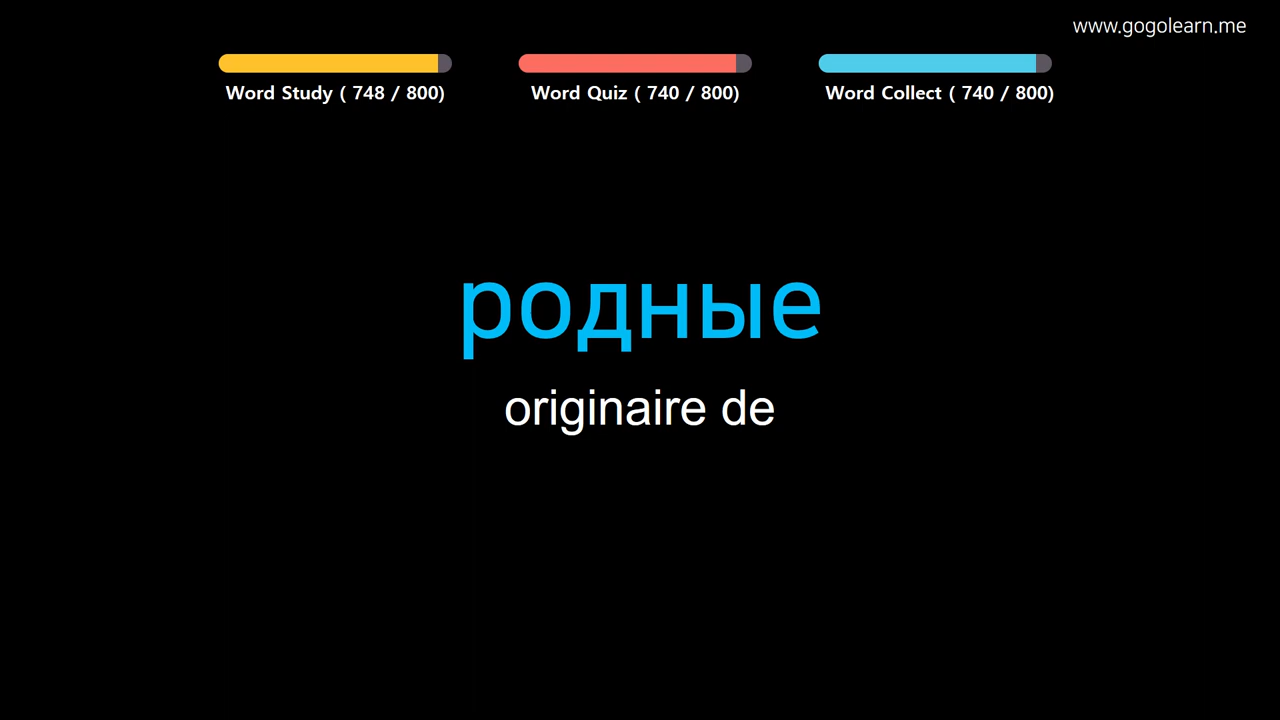 www.gogolearn.me
Word Study ( 748 / 800)
Word Quiz ( 740 / 800)
Word Collect ( 740 / 800)
родные
originaire de